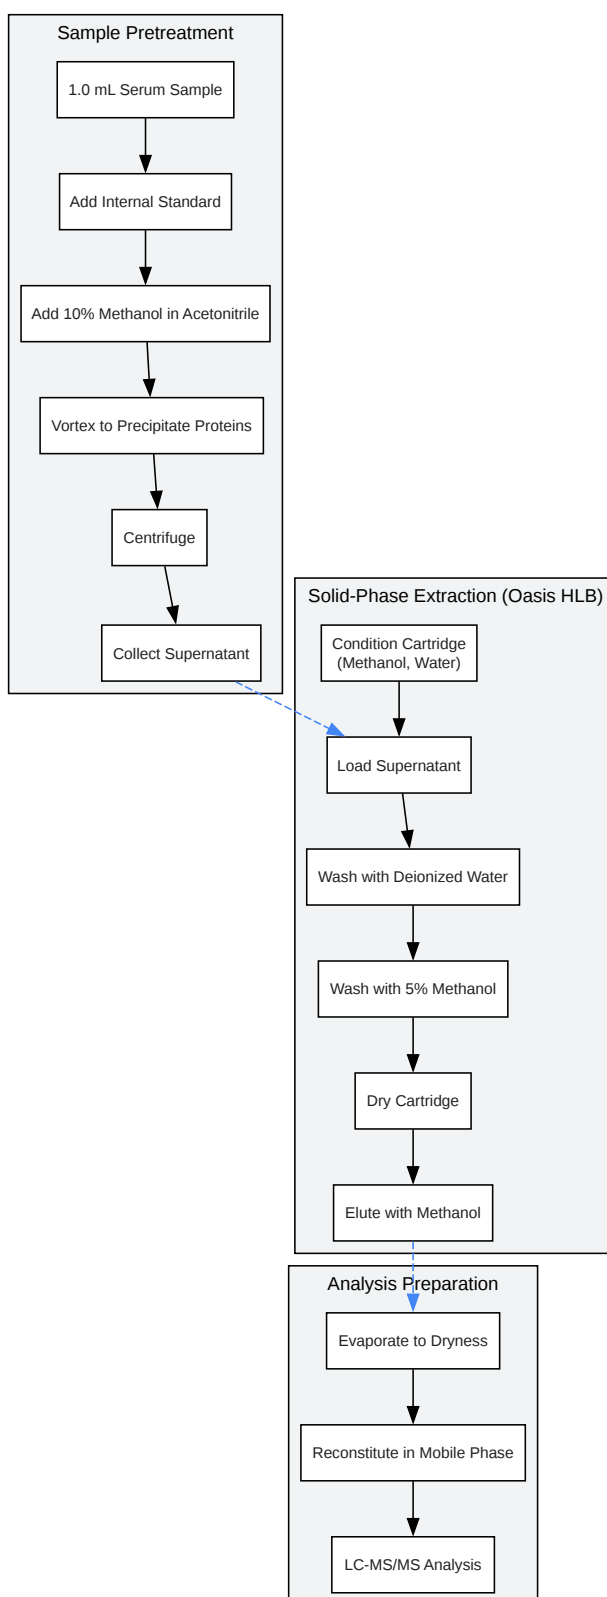 Sample Pretreatment
1.0 mL Serum Sample
Add Internal Standard
Add 10% Methanol in Acetonitrile
Vortex to Precipitate Proteins
Centrifuge
Collect Supernatant
Solid-Phase Extraction (Oasis HLB)
Condition Cartridge
(Methanol, Water)
Load Supernatant
Wash with Deionized Water
Wash with 5% Methanol
Dry Cartridge
Elute with Methanol
Analysis Preparation
Evaporate to Dryness
Reconstitute in Mobile Phase
LC-MS/MS Analysis